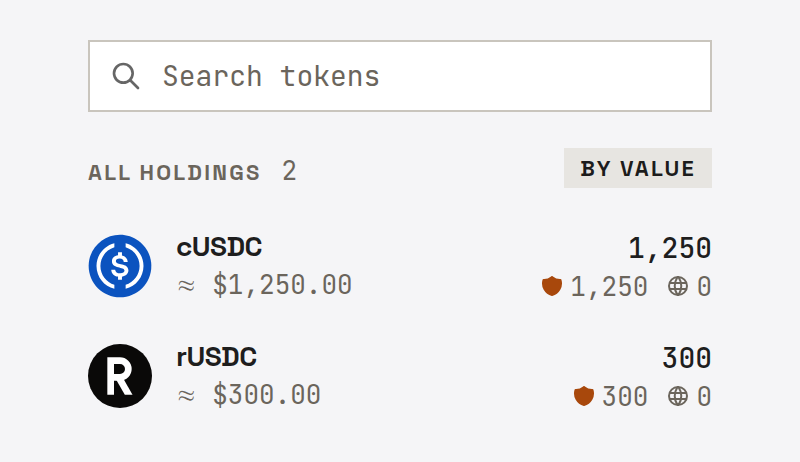 Search tokens
ALL HOLDINGS 2 BY VALUE
$ cUSDC 1,250
≈ $1,250.00 1,250 0
R rUSDC 300
≈ $300.00 300 0